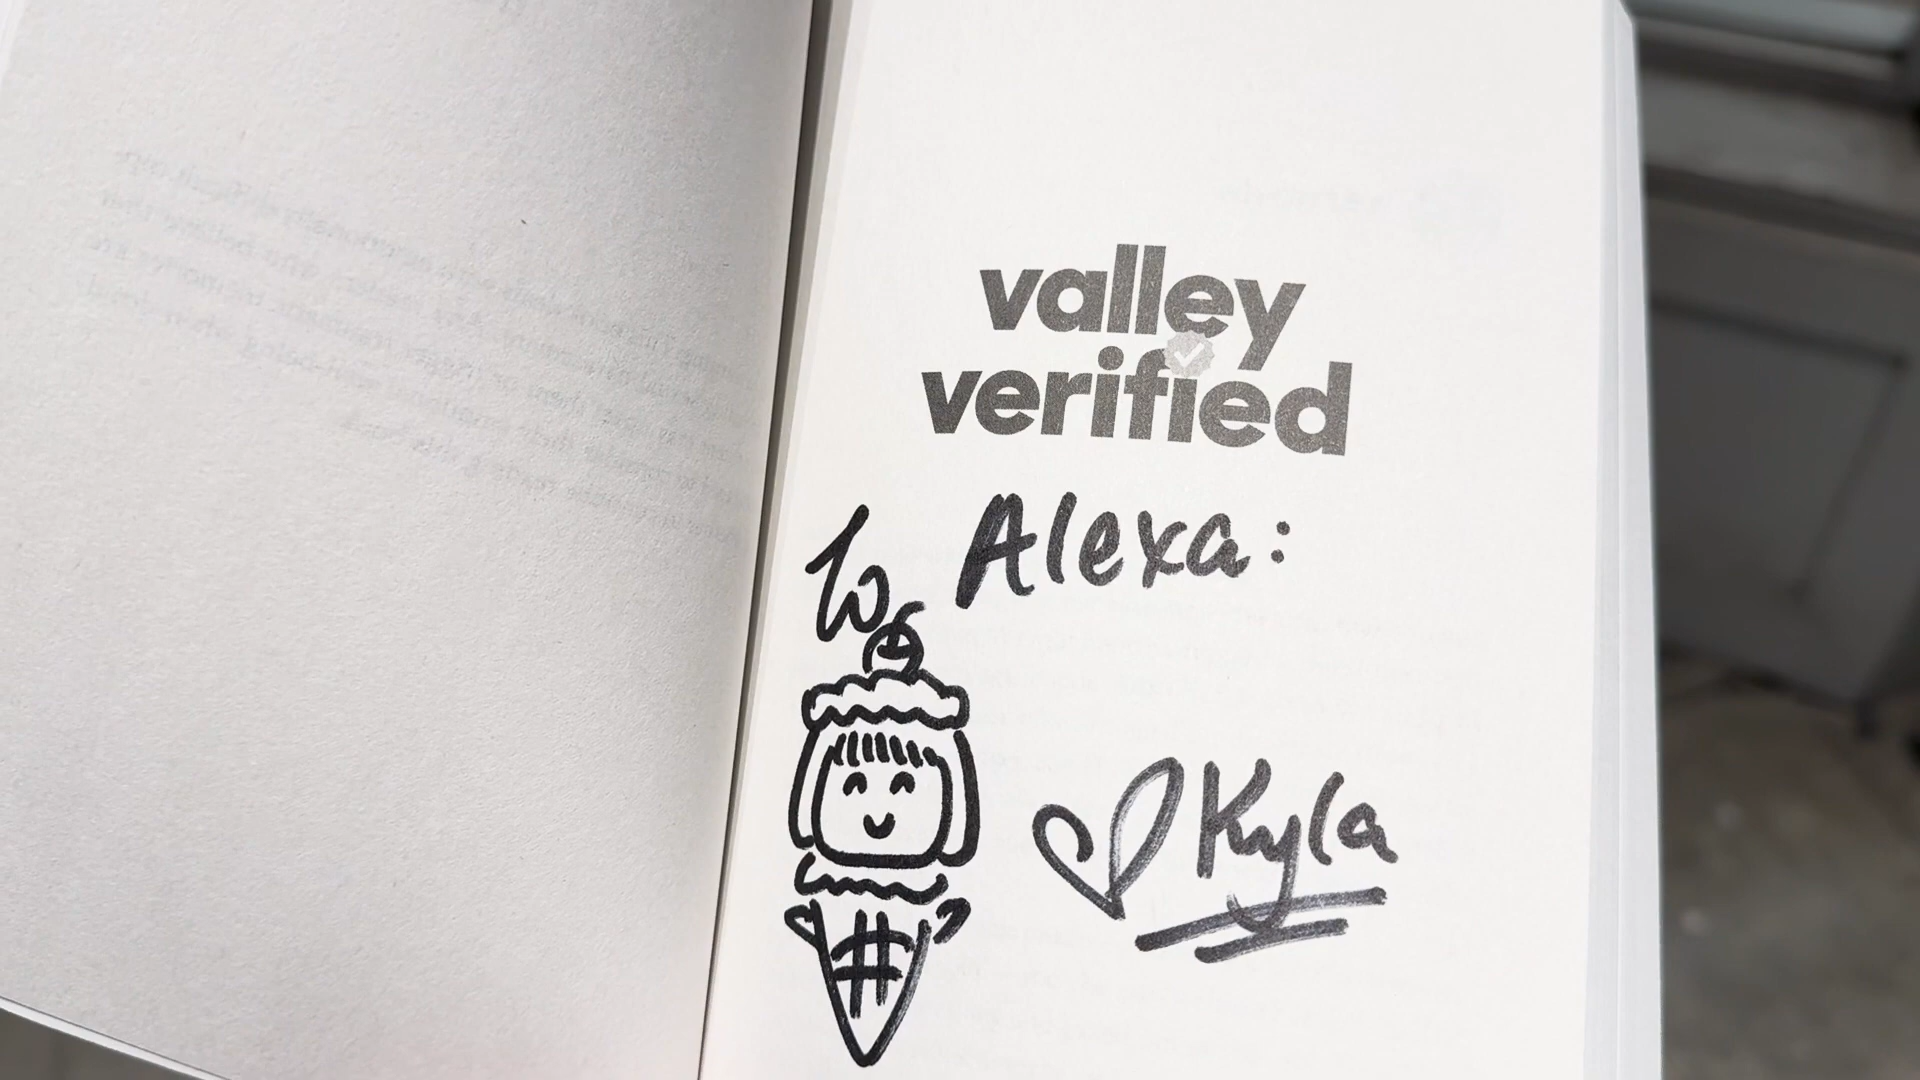 valley
verified
To Alexa:
♡ Kyla